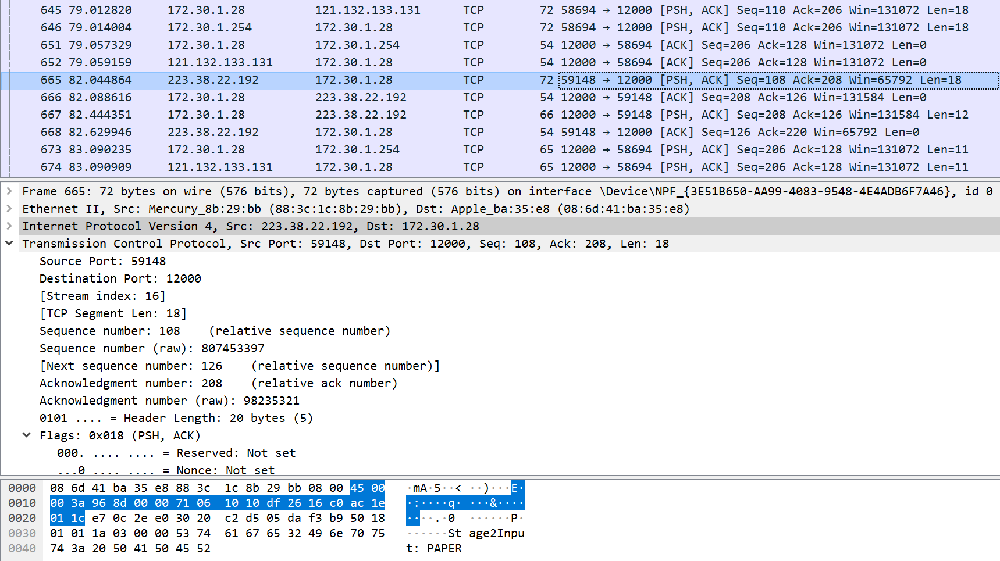 645 79.012820 172.30.1.28 121.132.133.131 TCP 72 58694 → 12000 [PSH, ACK] Seq=110 Ack=206 Win=131072 Len=18
646 79.014004 172.30.1.254 172.30.1.28 TCP 72 58694 → 12000 [PSH, ACK] Seq=110 Ack=206 Win=131072 Len=18
651 79.057329 172.30.1.28 172.30.1.254 TCP 54 12000 → 58694 [ACK] Seq=206 Ack=128 Win=131072 Len=0
652 79.059159 121.132.133.131 172.30.1.28 TCP 54 12000 → 58694 [ACK] Seq=206 Ack=128 Win=131072 Len=0
665 82.044864 223.38.22.192 172.30.1.28 TCP 72 59148 → 12000 [PSH, ACK] Seq=108 Ack=208 Win=65792 Len=18
666 82.088616 172.30.1.28 223.38.22.192 TCP 54 12000 → 59148 [ACK] Seq=208 Ack=126 Win=131584 Len=0
667 82.444351 172.30.1.28 223.38.22.192 TCP 66 12000 → 59148 [PSH, ACK] Seq=208 Ack=126 Win=131584 Len=12
668 82.629946 223.38.22.192 172.30.1.28 TCP 54 59148 → 12000 [ACK] Seq=126 Ack=220 Win=65792 Len=0
673 83.090235 172.30.1.28 172.30.1.254 TCP 65 12000 → 58694 [PSH, ACK] Seq=206 Ack=128 Win=131072 Len=11
674 83.090909 121.132.133.131 172.30.1.28 TCP 65 12000 → 58694 [PSH, ACK] Seq=206 Ack=128 Win=131072 Len=11
Frame 665: 72 bytes on wire (576 bits), 72 bytes captured (576 bits) on interface \Device\NPF_{3E51B650-AA99-4083-9548-4E4ADB6F7A46}, id 0
Ethernet II, Src: Mercury_8b:29:bb (88:3c:1c:8b:29:bb), Dst: Apple_ba:35:e8 (08:6d:41:ba:35:e8)
Internet Protocol Version 4, Src: 223.38.22.192, Dst: 172.30.1.28
Transmission Control Protocol, Src Port: 59148, Dst Port: 12000, Seq: 108, Ack: 208, Len: 18
Source Port: 59148
Destination Port: 12000
[Stream index: 16]
[TCP Segment Len: 18]
Sequence number: 108 (relative sequence number)
Sequence number (raw): 807453397
[Next sequence number: 126 (relative sequence number)]
Acknowledgment number: 208 (relative ack number)
Acknowledgment number (raw): 98235321
0101 .... = Header Length: 20 bytes (5)
Flags: 0x018 (PSH, ACK)
000. .... .... = Reserved: Not set
...0 .... .... = Nonce: Not set
0000 08 6d 41 ba 35 e8 88 3c 1c 8b 29 bb 08 00 45 00 ·mA·5··< ··)···E·
0010 00 3a 96 8d 00 00 71 06 10 10 df 26 16 c0 ac 1e ·:····q· ···&····
0020 01 1c e7 0c 2e e0 30 20 c2 d5 05 da f3 b9 50 18 ····.·0 ······P·
0030 01 01 1a 03 00 00 53 74 61 67 65 32 49 6e 70 75 ······St age2Inpu
0040 74 3a 20 50 41 50 45 52 t: PAPER